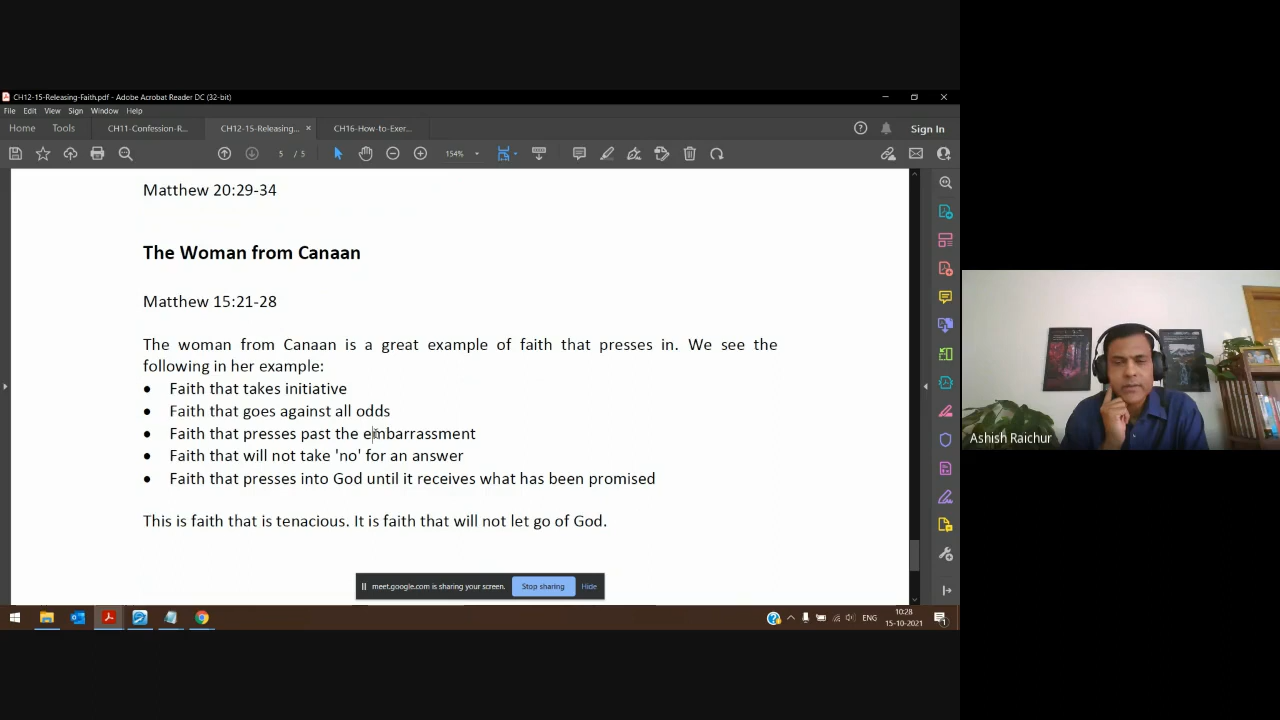 CH12-15-Releasing-Faith.pdf - Adobe Acrobat Reader DC (32-bit)
File Edit View Sign Window Help
Home Tools CH11-Confession-R... CH12-15-Releasing... × CH16-How-to-Exer... Sign In
5 / 5 154%
Matthew 20:29-34
The Woman from Canaan
Matthew 15:21-28
The woman from Canaan is a great example of faith that presses in. We see the
following in her example:
• Faith that takes initiative
• Faith that goes against all odds
• Faith that presses past the embarrassment
• Faith that will not take 'no' for an answer
• Faith that presses into God until it receives what has been promised
This is faith that is tenacious. It is faith that will not let go of God.
meet.google.com is sharing your screen. Stop sharing Hide
ENG
10:28
15-10-2021
Ashish Raichur